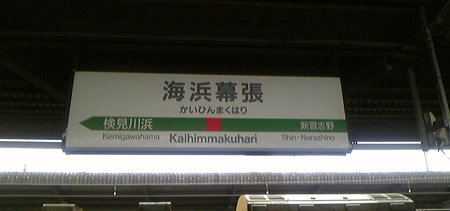 海浜幕張
かいひんまくはり
検見川浜 新習志野
Kemigawahama Kaihimmakuhari Shin-Narashino